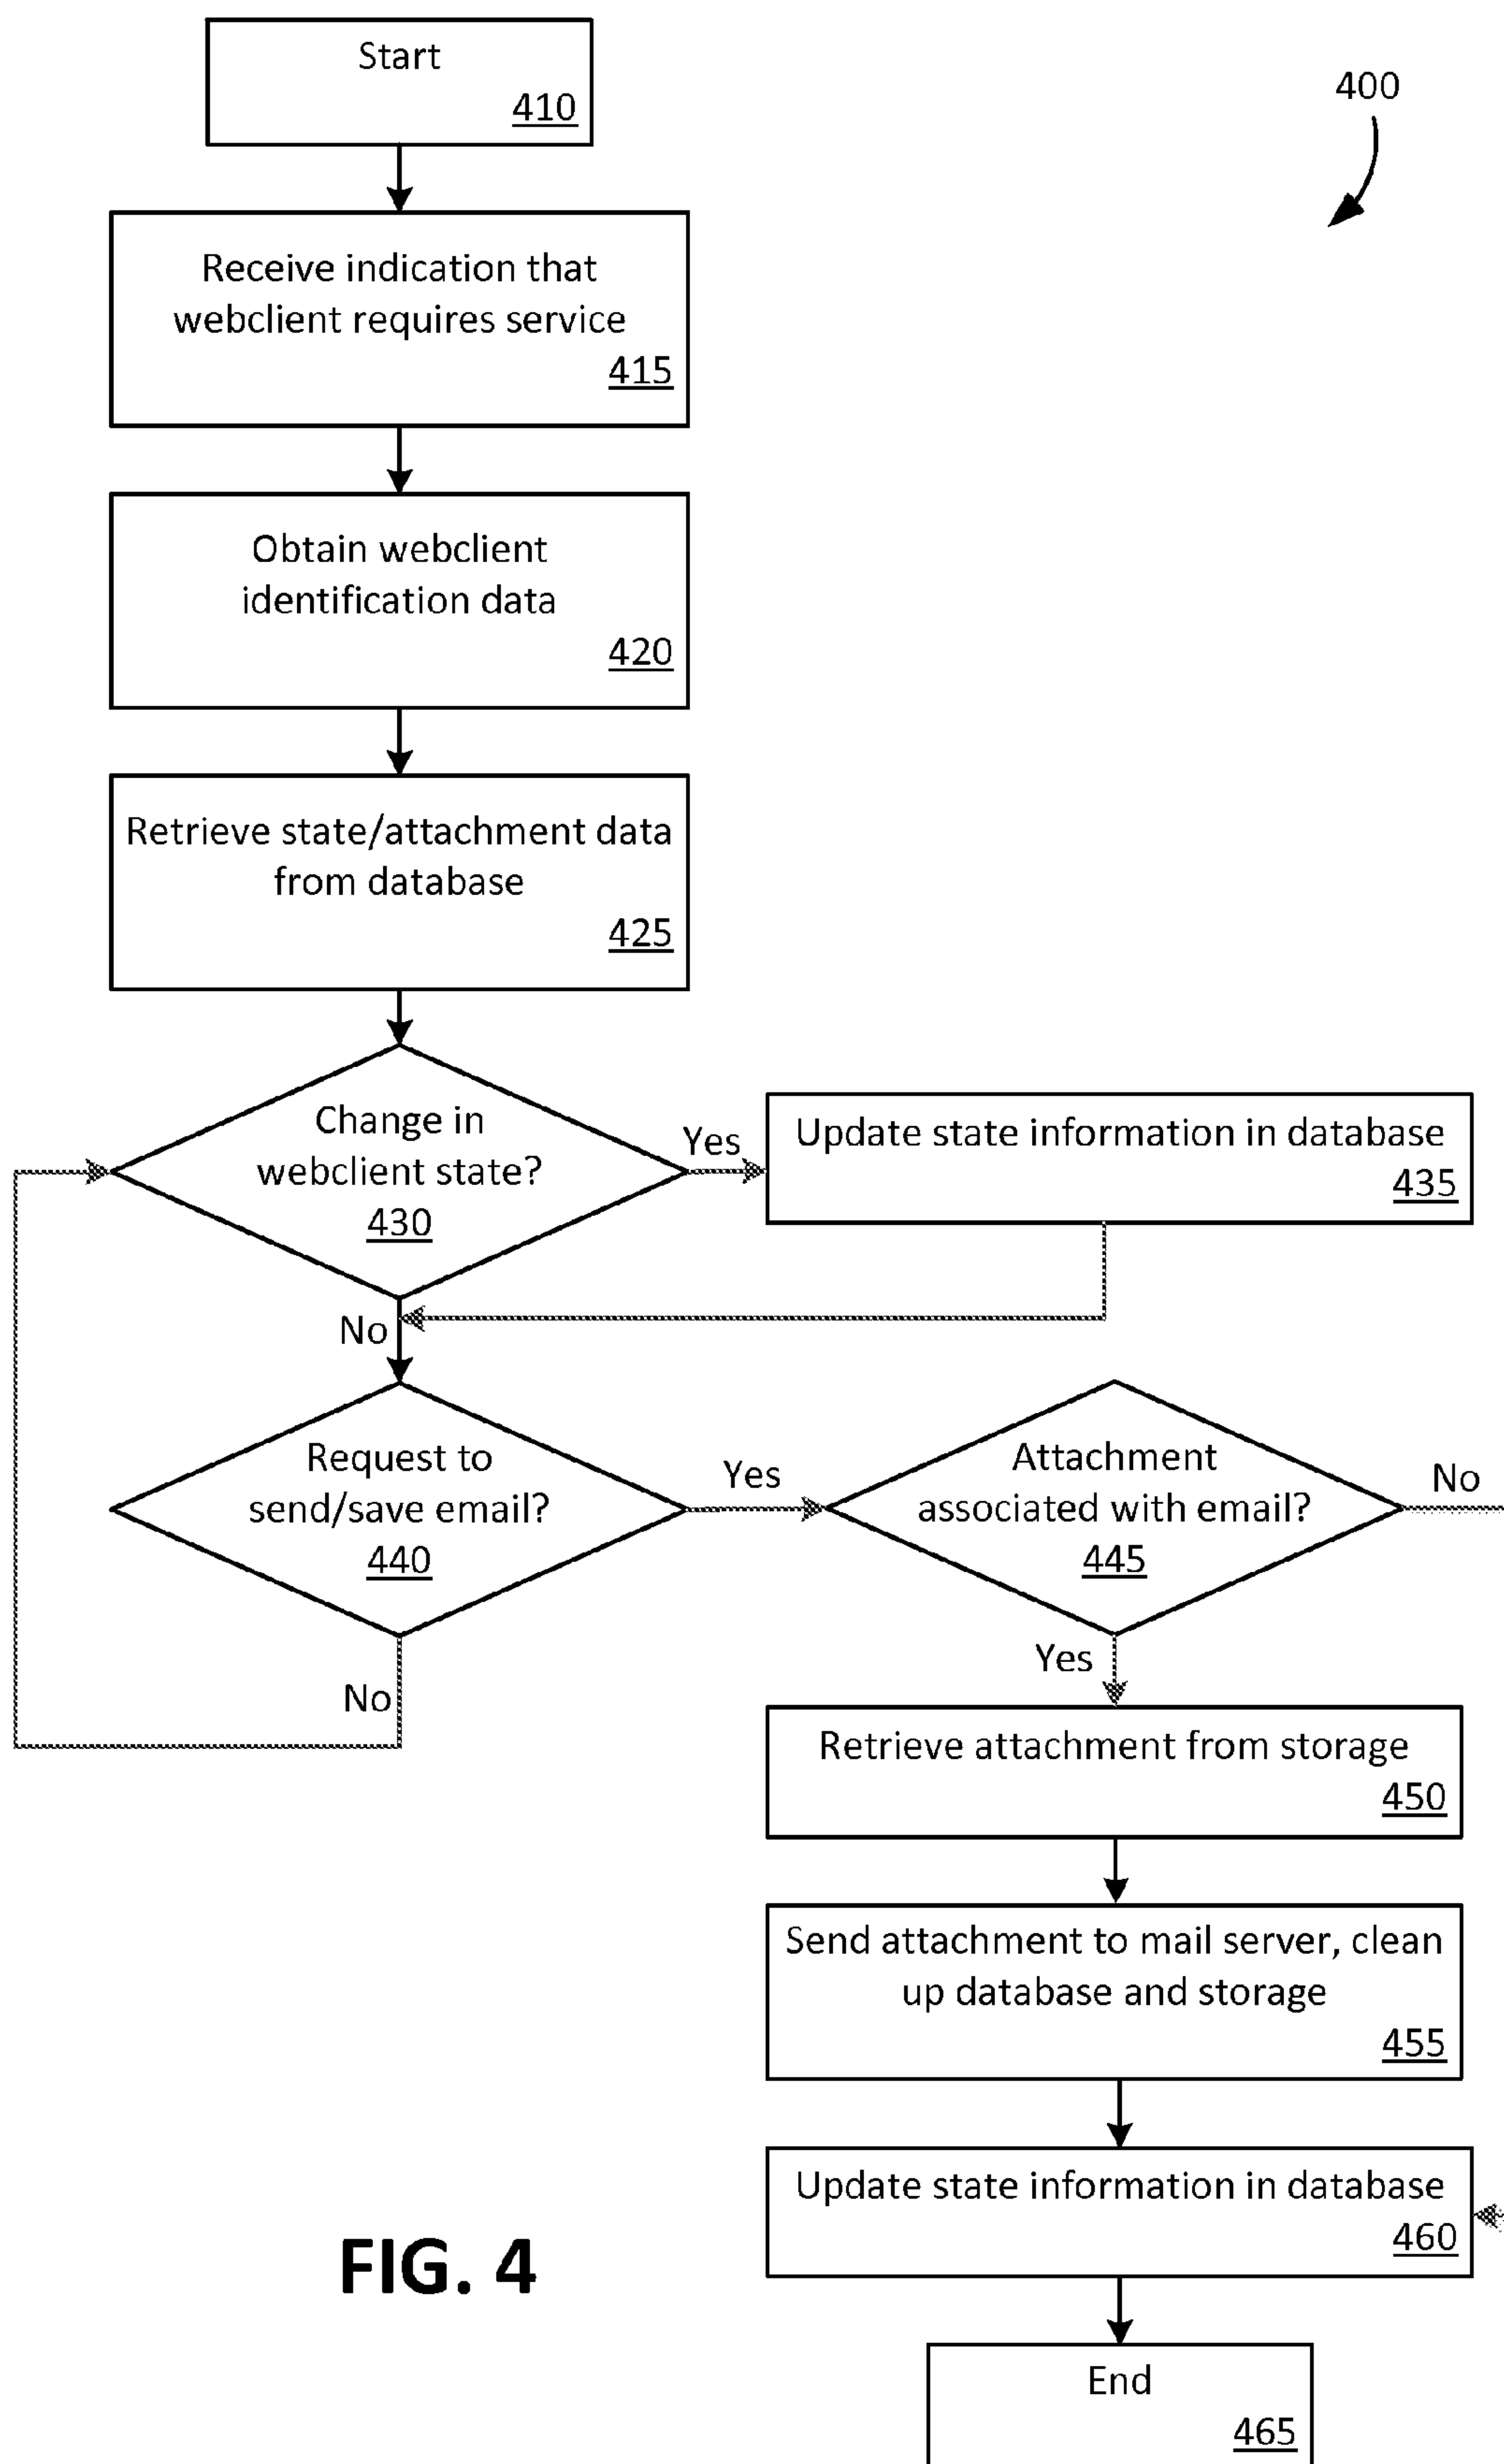 Start
410
400
Receive indication that
webclient requires service
415
Obtain webclient
identification data
420
Retrieve state/attachment data
from database
425
Change in
webclient state?
430
Yes
Update state information in database
435
No
Request to
send/save email?
440
Yes
Attachment
associated with email?
445
No
Yes
No
Retrieve attachment from storage
450
Send attachment to mail server, clean
up database and storage
455
Update state information in database
460
FIG. 4
End
465